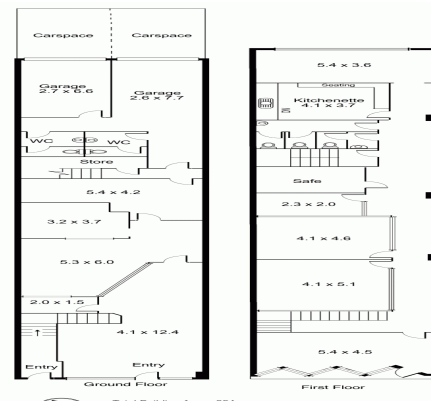 Carspace
Carspace
Garage
2.7 x 6.6
Garage
2.6 x 7.7
WC
WC
Store
5.4 x 4.2
3.2 x 3.7
5.3 x 6.0
2.0 x 1.5
4.1 x 12.4
Entry
Entry
Ground Floor
5.4 x 3.6
Seating
Kitchenette
4.1 x 3.7
Safe
2.3 x 2.0
4.1 x 4.6
4.1 x 5.1
5.4 x 4.5
First Floor